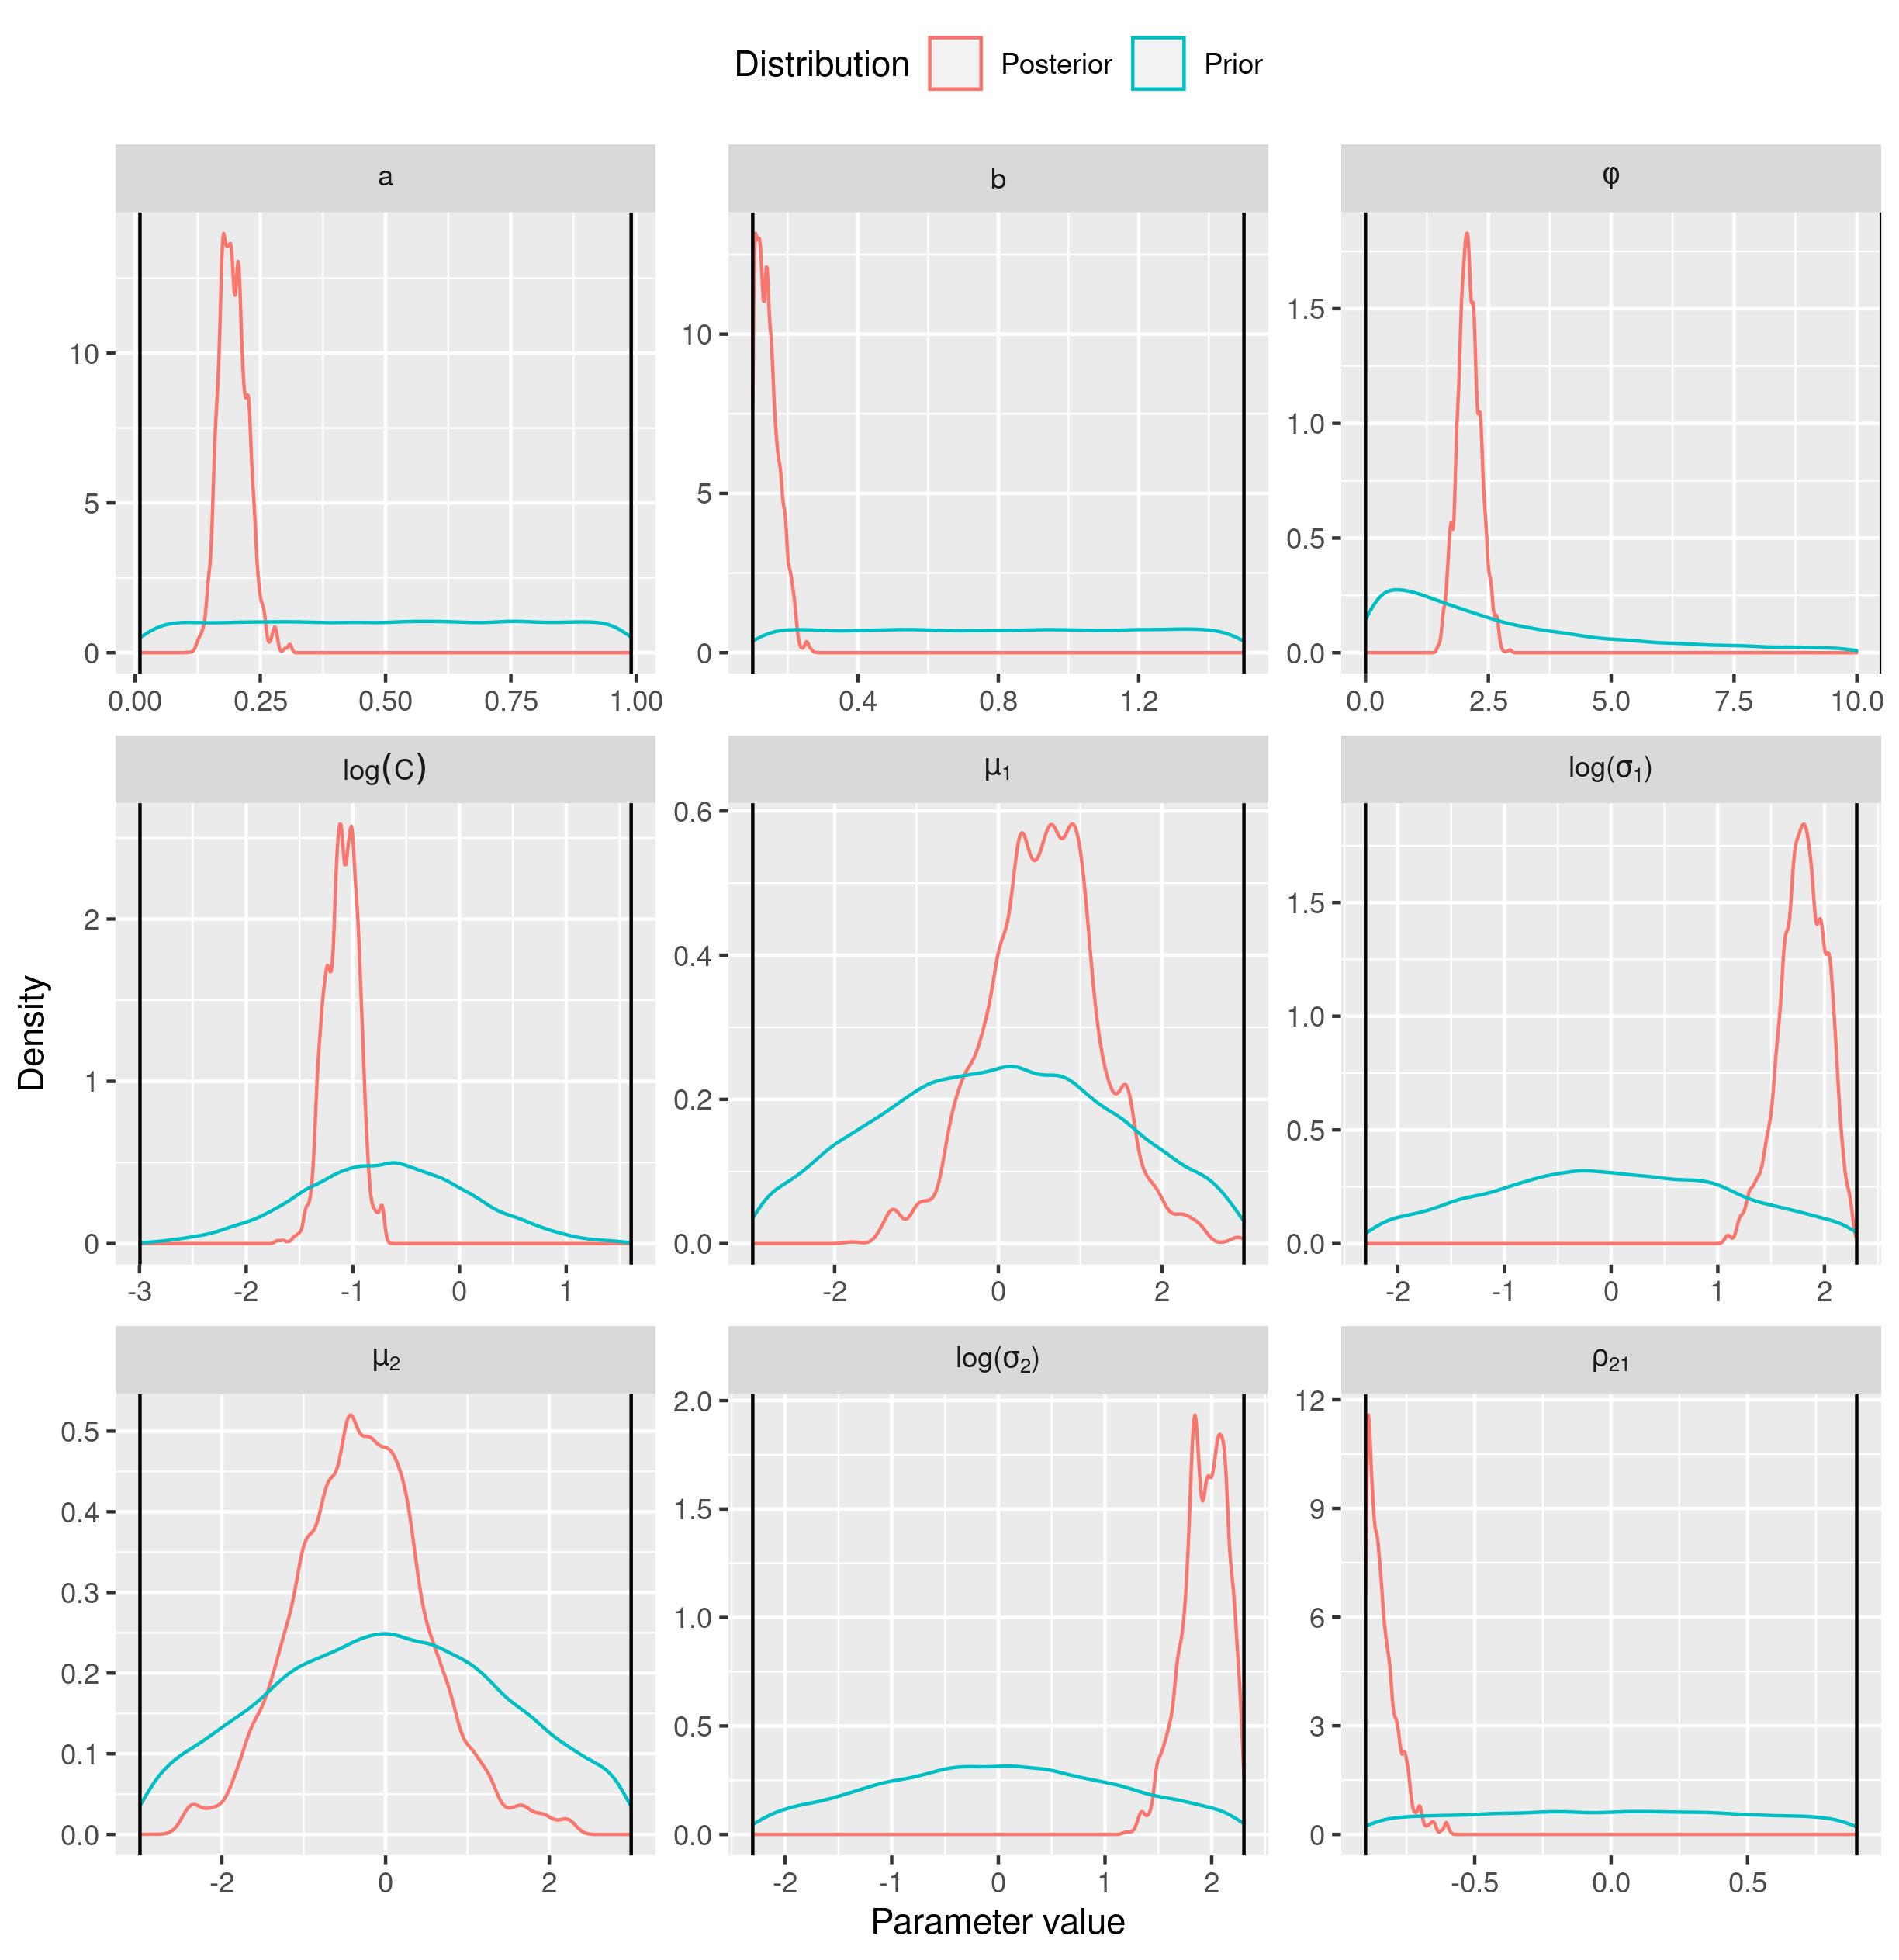 Distribution Posterior Prior
a b φ
10
5
0
0.00 0.25 0.50 0.75 1.00
10
5
0
0.4 0.8 1.2
1.5
1.0
0.5
0.0
0.0 2.5 5.0 7.5 10.0
log(C) μ₁ log(σ₁)
2
1
0
-3 -2 -1 0 1
0.6
0.4
0.2
0.0
-2 0 2
1.5
1.0
0.5
0.0
-2 -1 0 1 2
μ₂ log(σ₂) ρ₂₁
0.5
0.4
0.3
0.2
0.1
0.0
-2 0 2
2.0
1.5
1.0
0.5
0.0
-2 -1 0 1 2
12
9
6
3
0
-0.5 0.0 0.5
Density
Parameter value